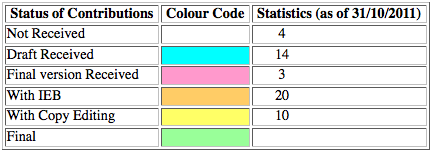 Status of Contributions Colour Code Statistics (as of 31/10/2011)
Not Received 4
Draft Received 14
Final version Received 3
With IEB 20
With Copy Editing 10
Final